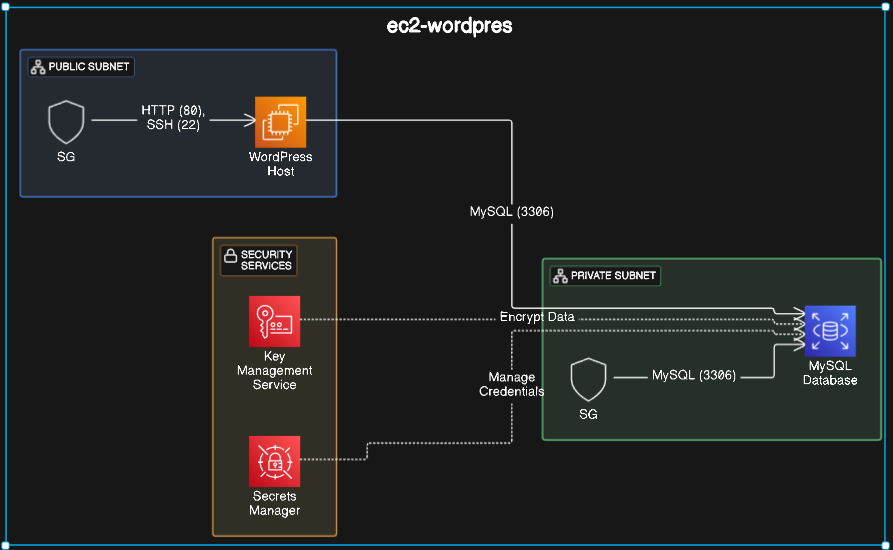 ec2-wordpres
PUBLIC SUBNET
HTTP (80),
SSH (22)
SG
WordPress
Host
MySQL (3306)
SECURITY
SERVICES
PRIVATE SUBNET
Encrypt Data
Key
Management
Service
Manage
Credentials
MySQL (3306)
SG
MySQL
Database
Secrets
Manager